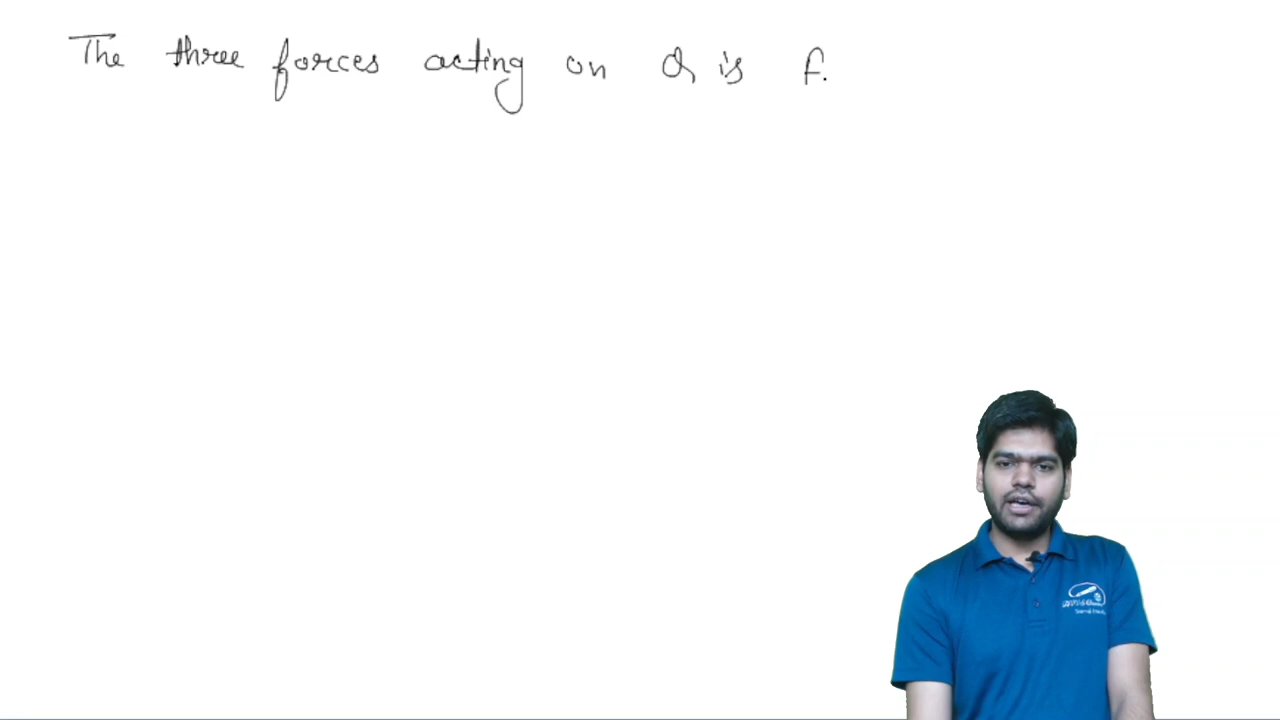 The three forces acting on Q is F.